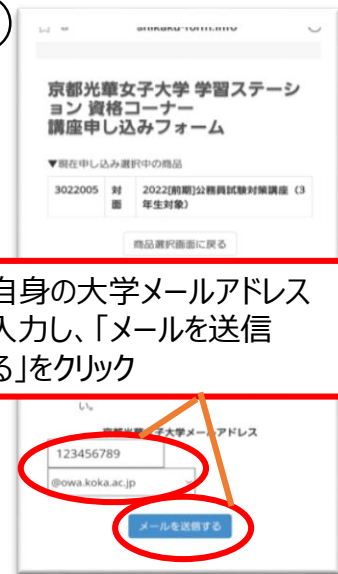 京都光華女子大学 学習ステーシ
ョン 資格コーナー
講座申し込みフォーム
▼現在申し込み選択中の商品
3022005 対面 2022[前期]公務員試験対策講座（3年生対象）
商品選択画面に戻る
自身の大学メールアドレス
入力し、「メールを送信
る」をクリック
い。
京都光華女子大学メールアドレス
123456789
@owa.koka.ac.jp
メールを送信する